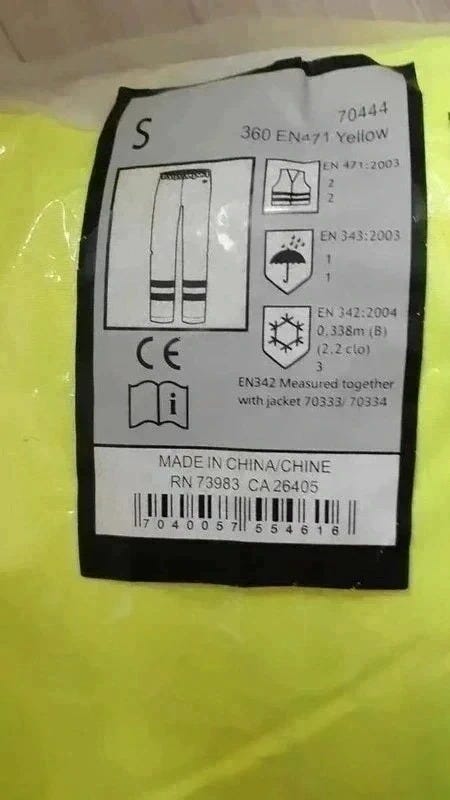 S
70444
360 EN471 Yellow
EN 471:2003
2
2
EN 343:2003
1
1
EN 342:2004
0,338m (B)
(2,2 clo)
3
CE
i
EN342 Measured together
with jacket 70333/ 70334
MADE IN CHINA/CHINE
RN 73983 CA 26405
7 040057 554616